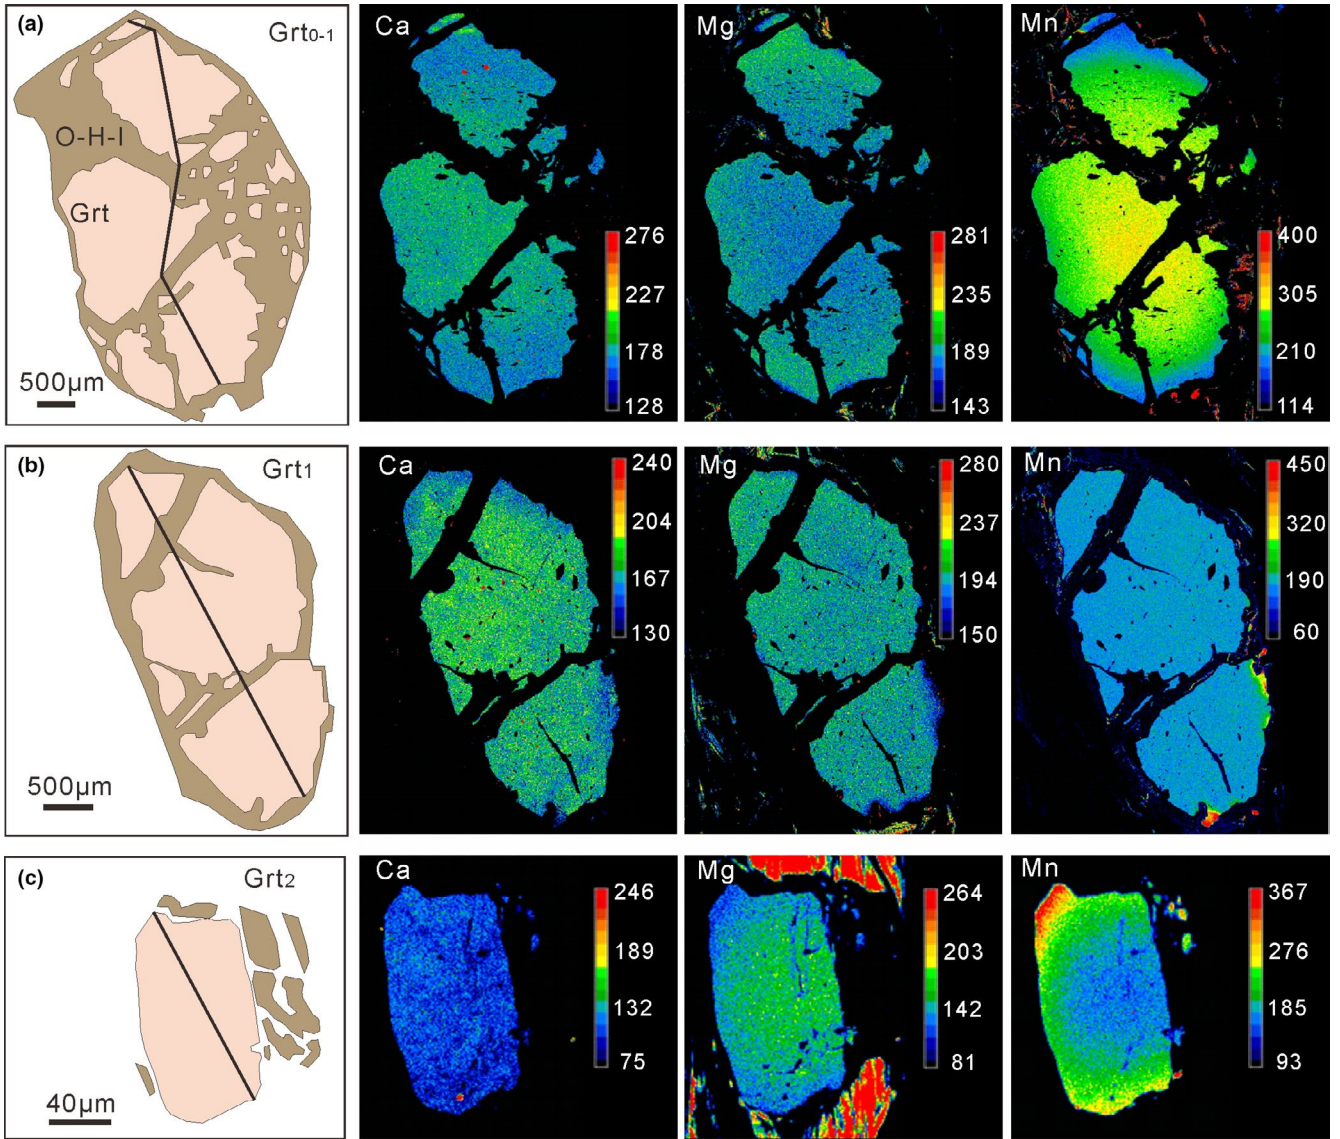 (a) Grt0-1 Ca Mg Mn
O-H-I
Grt
276 281 400
227 235 305
178 189 210
128 143 114
500µm
(b) Grt1 Ca Mg Mn
240 280 450
204 237 320
167 194 190
130 150 60
500µm
(c) Grt2 Ca Mg Mn
246 264 367
189 203 276
132 142 185
75 81 93
40µm